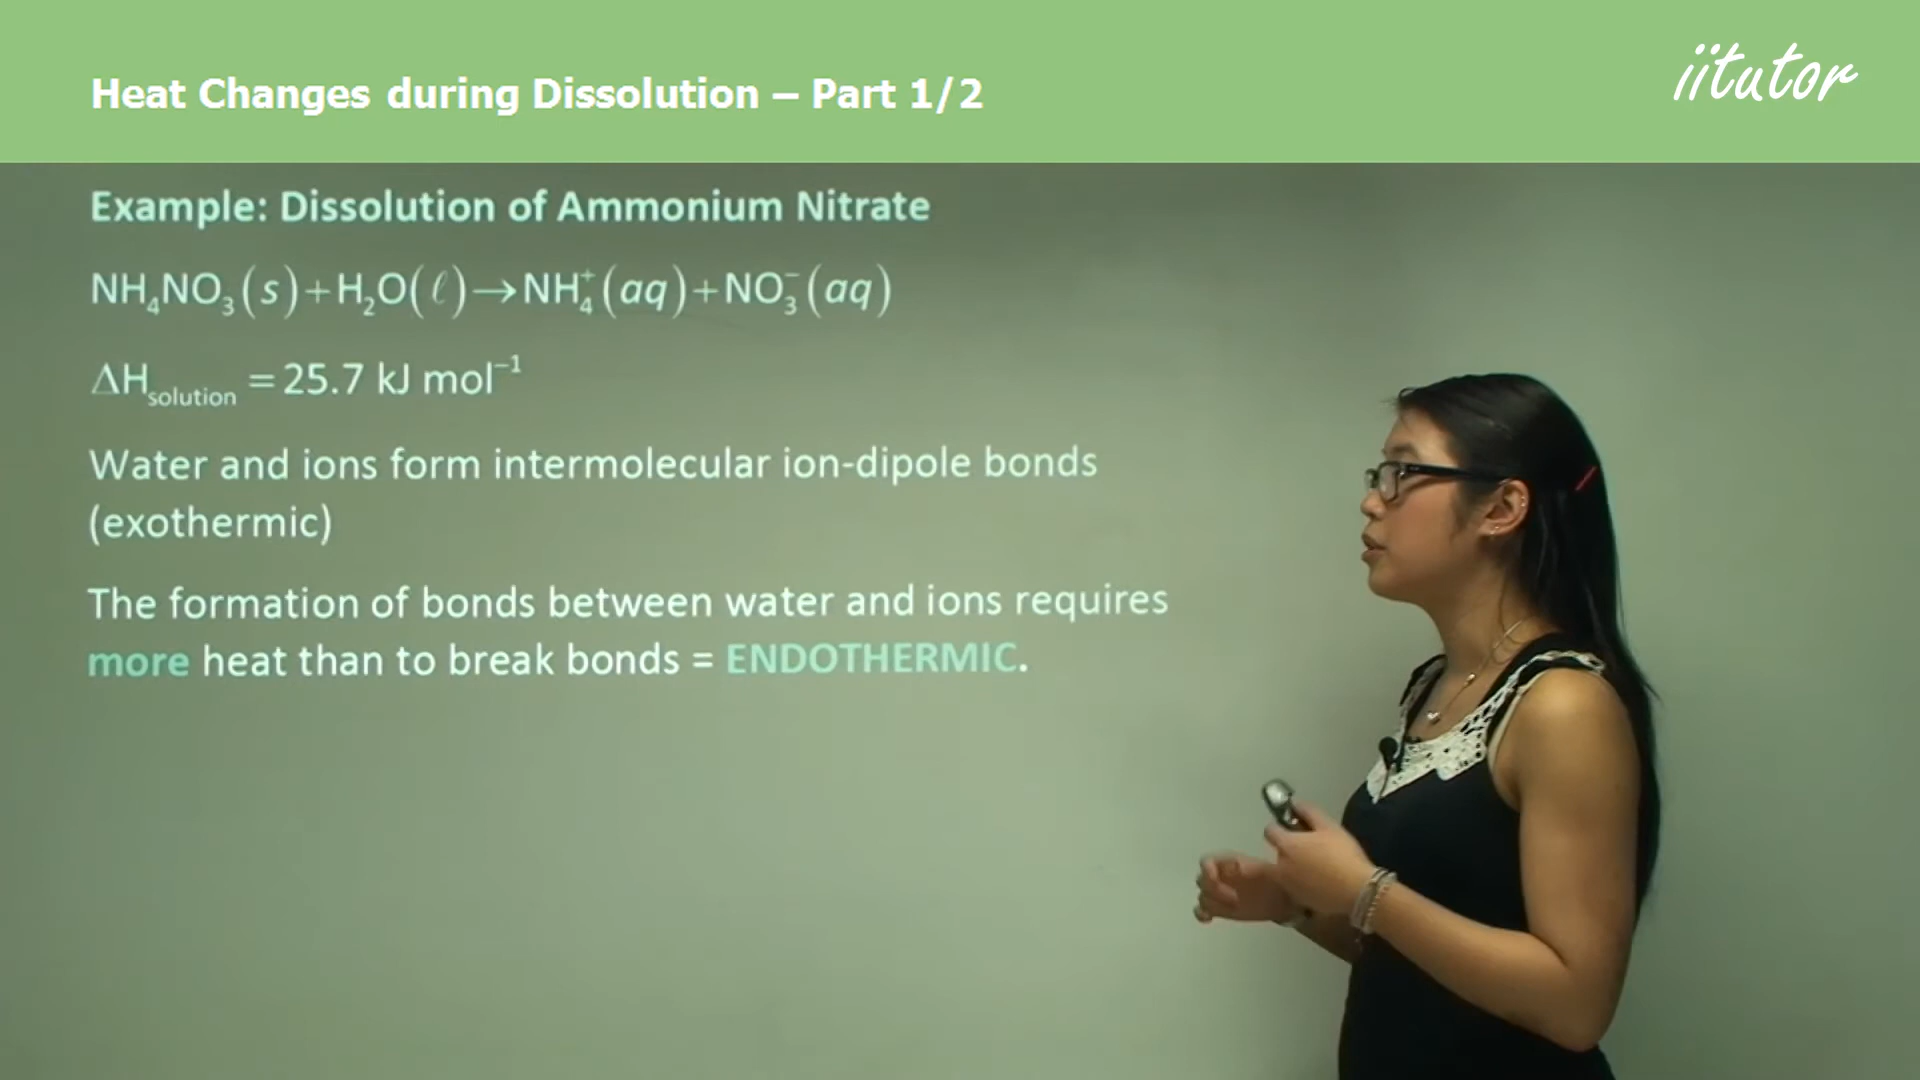 Heat Changes during Dissolution – Part 1/2
iitutor
Example: Dissolution of Ammonium Nitrate
NH₄NO₃(s)+H₂O(ℓ)→NH₄⁺(aq)+NO₃⁻(aq)
ΔHsolution = 25.7 kJ mol⁻¹
Water and ions form intermolecular ion-dipole bonds
(exothermic)
The formation of bonds between water and ions requires
more heat than to break bonds = ENDOTHERMIC.